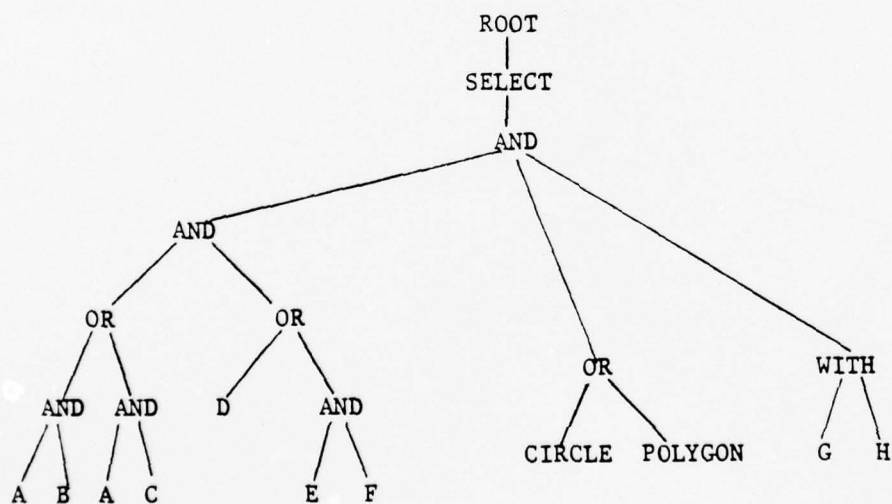 ROOT
SELECT
AND
AND
OR OR
OR WITH
AND AND D AND
CIRCLE POLYGON G H
A B A C E F